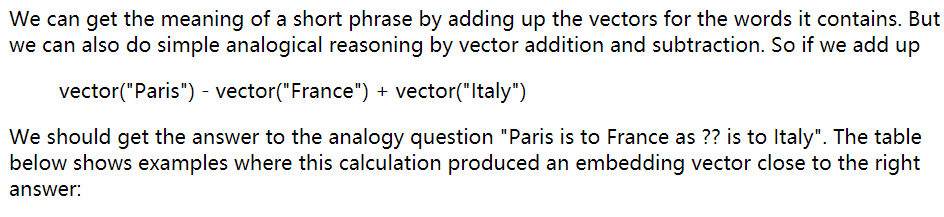 We can get the meaning of a short phrase by adding up the vectors for the words it contains. But
we can also do simple analogical reasoning by vector addition and subtraction. So if we add up
vector("Paris") - vector("France") + vector("Italy")
We should get the answer to the analogy question "Paris is to France as ?? is to Italy". The table
below shows examples where this calculation produced an embedding vector close to the right
answer: